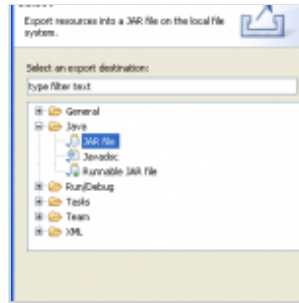 Export resources into a JAR file on the local file
system.
Select an export destination:
type filter text
General
Java
JAR file
Javadoc
Runnable JAR file
Run/Debug
Tasks
Team
XML